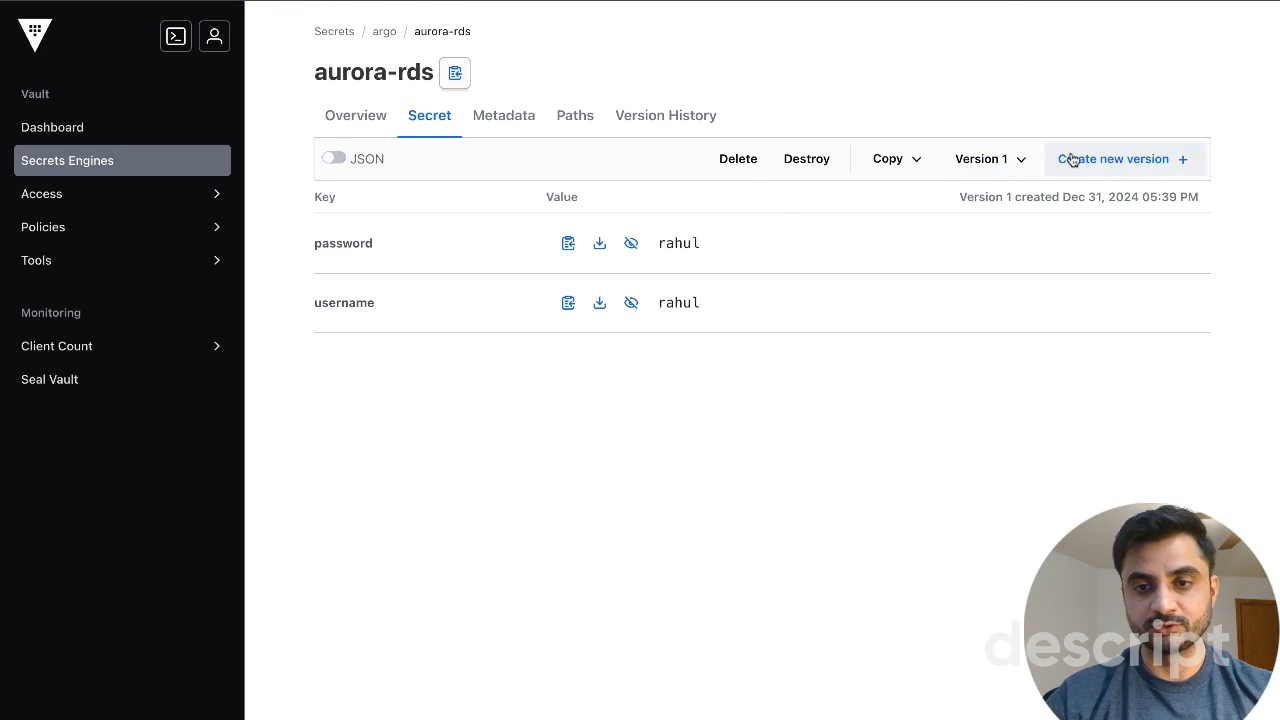 Secrets / argo / aurora-rds
aurora-rds
Vault
Dashboard
Secrets Engines
Access
Policies
Tools
Monitoring
Client Count
Seal Vault
Overview Secret Metadata Paths Version History
JSON Delete Destroy Copy Version 1 Create new version +
Key Value Version 1 created Dec 31, 2024 05:39 PM
password rahul
username rahul
descript